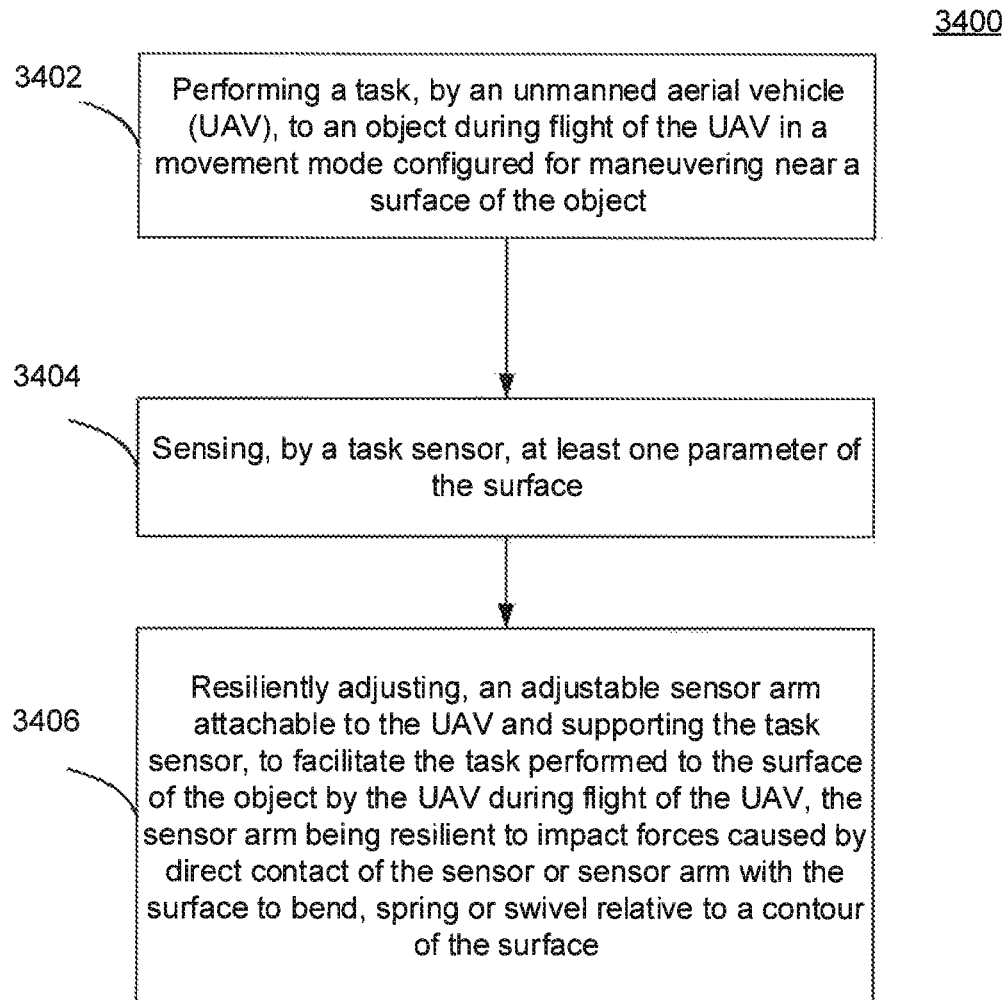 3400
3402
Performing a task, by an unmanned aerial vehicle
(UAV), to an object during flight of the UAV in a
movement mode configured for maneuvering near a
surface of the object
3404
Sensing, by a task sensor, at least one parameter of
the surface
3406
Resiliently adjusting, an adjustable sensor arm
attachable to the UAV and supporting the task
sensor, to facilitate the task performed to the surface
of the object by the UAV during flight of the UAV, the
sensor arm being resilient to impact forces caused by
direct contact of the sensor or sensor arm with the
surface to bend, spring or swivel relative to a contour
of the surface